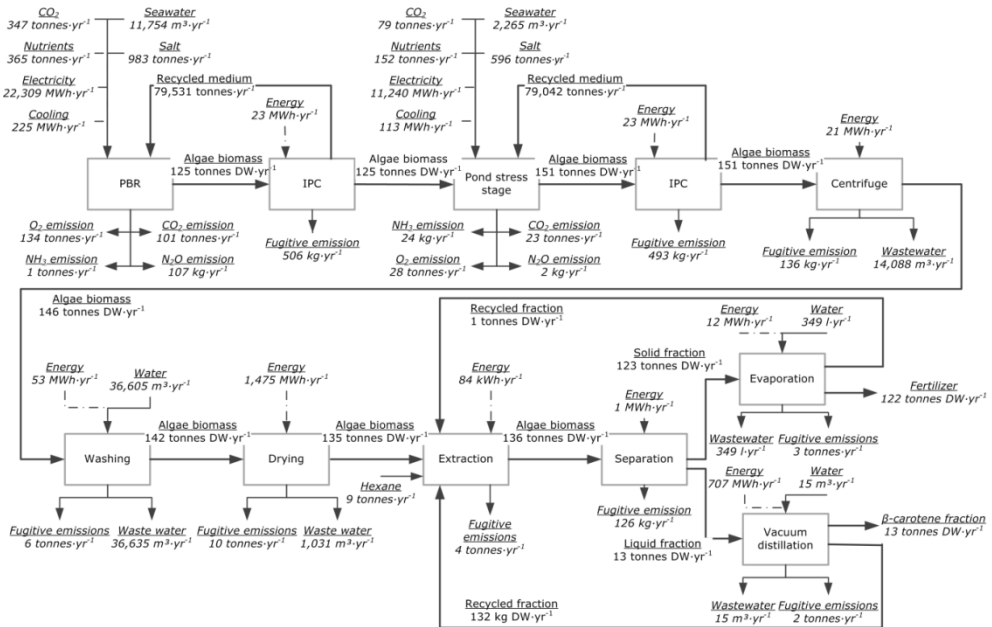 CO₂
347 tonnes·yr⁻¹
Seawater
11,754 m³·yr⁻¹
Nutrients
365 tonnes·yr⁻¹
Salt
983 tonnes·yr⁻¹
Electricity
22,309 MWh·yr⁻¹
Cooling
225 MWh·yr⁻¹
Recycled medium
79,531 tonnes·yr⁻¹
Energy
23 MWh·yr⁻¹
PBR
Algae biomass
125 tonnes DW·yr⁻¹
IPC
Algae biomass
125 tonnes DW·yr⁻¹
O₂ emission
134 tonnes·yr⁻¹
CO₂ emission
101 tonnes·yr⁻¹
NH₃ emission
1 tonnes·yr⁻¹
N₂O emission
107 kg·yr⁻¹
Fugitive emission
506 kg·yr⁻¹
CO₂
79 tonnes·yr⁻¹
Seawater
2,265 m³·yr⁻¹
Nutrients
152 tonnes·yr⁻¹
Salt
596 tonnes·yr⁻¹
Electricity
11,240 MWh·yr⁻¹
Cooling
113 MWh·yr⁻¹
Recycled medium
79,042 tonnes·yr⁻¹
Energy
23 MWh·yr⁻¹
Pond stress
stage
Algae biomass
151 tonnes DW·yr⁻¹
IPC
Algae biomass
151 tonnes DW·yr⁻¹
Energy
21 MWh·yr⁻¹
Centrifuge
NH₃ emission
24 kg·yr⁻¹
CO₂ emission
23 tonnes·yr⁻¹
O₂ emission
28 tonnes·yr⁻¹
N₂O emission
2 kg·yr⁻¹
Fugitive emission
493 kg·yr⁻¹
Fugitive emission
136 kg·yr⁻¹
Wastewater
14,088 m³·yr⁻¹
Algae biomass
146 tonnes DW·yr⁻¹
Energy
53 MWh·yr⁻¹
Water
36,605 m³·yr⁻¹
Washing
Algae biomass
142 tonnes DW·yr⁻¹
Fugitive emissions
6 tonnes·yr⁻¹
Waste water
36,635 m³·yr⁻¹
Energy
1,475 MWh·yr⁻¹
Drying
Algae biomass
135 tonnes DW·yr⁻¹
Fugitive emissions
10 tonnes·yr⁻¹
Waste water
1,031 m³·yr⁻¹
Recycled fraction
1 tonnes DW·yr⁻¹
Energy
84 kWh·yr⁻¹
Extraction
Hexane
9 tonnes·yr⁻¹
Algae biomass
136 tonnes DW·yr⁻¹
Fugitive
emissions
4 tonnes·yr⁻¹
Recycled fraction
132 kg DW·yr⁻¹
Energy
1 MWh·yr⁻¹
Separation
Fugitive emission
126 kg·yr⁻¹
Solid fraction
123 tonnes DW·yr⁻¹
Liquid fraction
13 tonnes DW·yr⁻¹
Energy
12 MWh·yr⁻¹
Water
349 l·yr⁻¹
Evaporation
Fertilizer
122 tonnes DW·yr⁻¹
Wastewater
349 l·yr⁻¹
Fugitive emissions
3 tonnes·yr⁻¹
Energy
707 MWh·yr⁻¹
Water
15 m³·yr⁻¹
Vacuum
distillation
β-carotene fraction
13 tonnes DW·yr⁻¹
Wastewater
15 m³·yr⁻¹
Fugitive emissions
2 tonnes·yr⁻¹